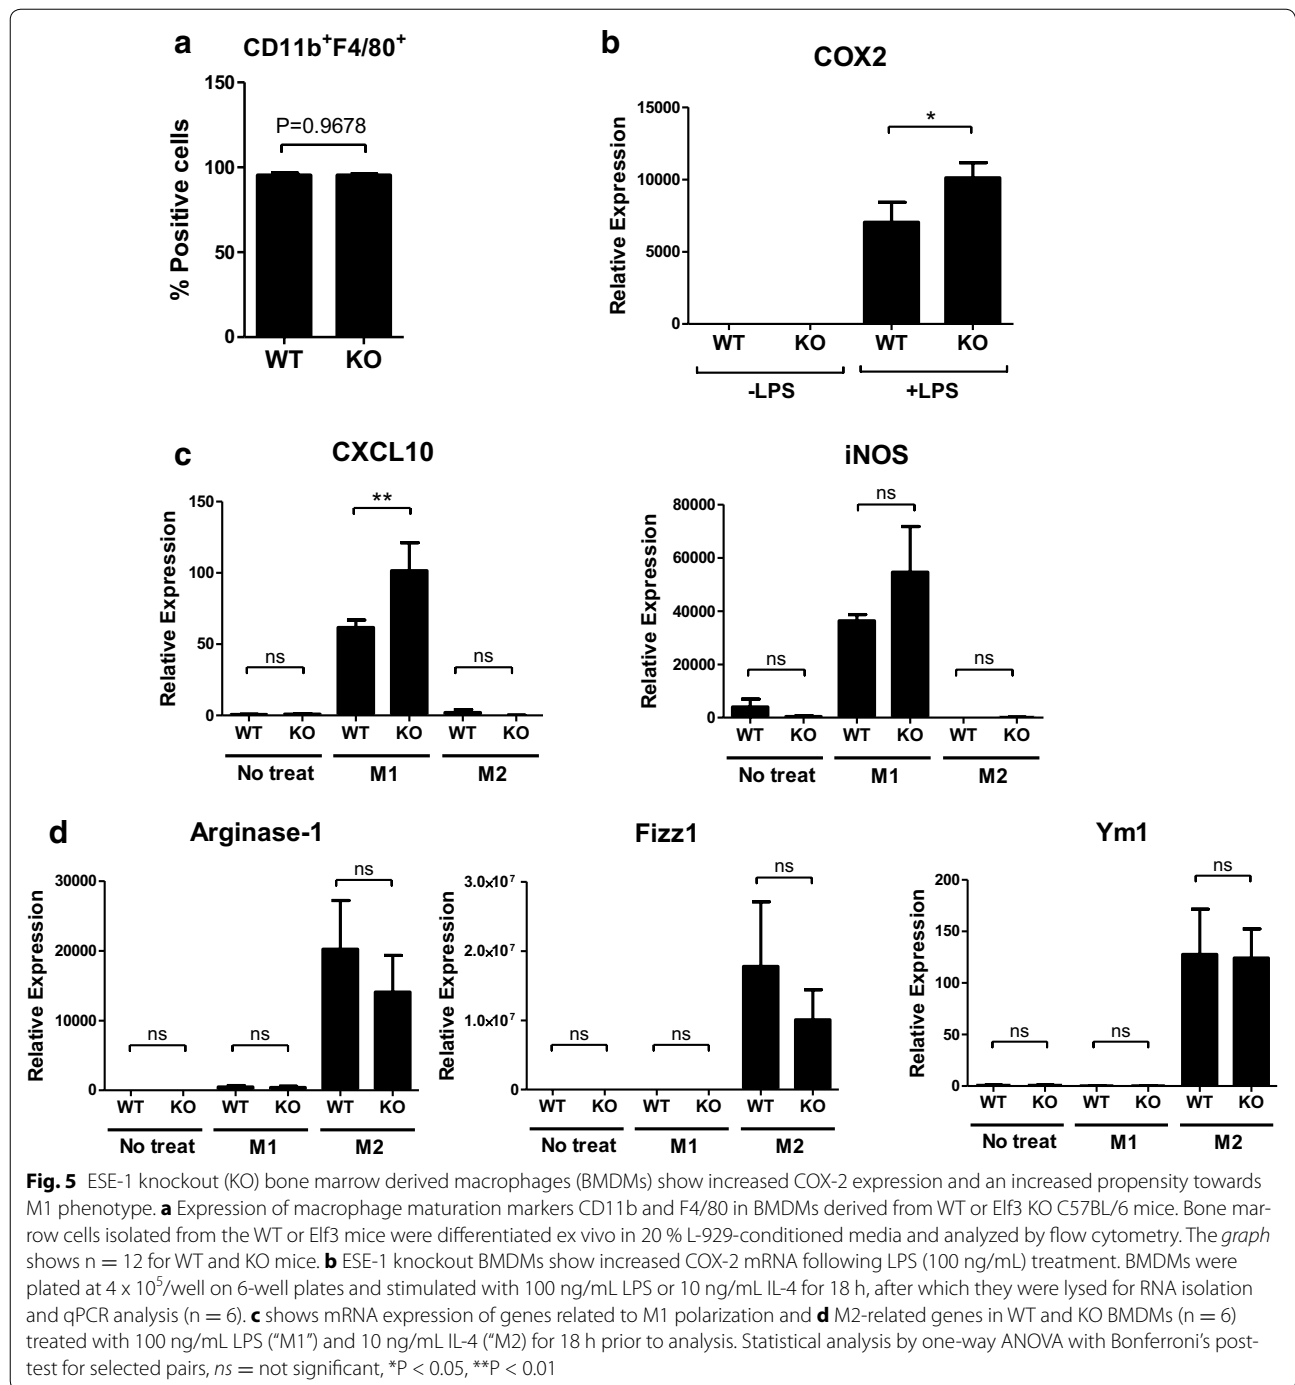 a
CD11b+F4/80+
150
100
50
0
% Positive cells
P=0.9678
WT KO
b
COX2
15000
10000
5000
0
Relative Expression
*
WT KO WT KO
-LPS +LPS
c
CXCL10
150
100
50
0
Relative Expression
ns ** ns
WT KO WT KO WT KO
No treat M1 M2
iNOS
80000
60000
40000
20000
0
Relative Expression
ns ns ns
WT KO WT KO WT KO
No treat M1 M2
d
Arginase-1
30000
20000
10000
0
Relative Expression
ns ns ns
WT KO WT KO WT KO
No treat M1 M2
Fizz1
3.0×10⁷
2.0×10⁷
1.0×10⁷
0
Relative Expression
ns ns ns
WT KO WT KO WT KO
No treat M1 M2
Ym1
200
150
100
50
0
Relative Expression
ns ns ns
WT KO WT KO WT KO
No treat M1 M2
Fig. 5 ESE-1 knockout (KO) bone marrow derived macrophages (BMDMs) show increased COX-2 expression and an increased propensity towards
M1 phenotype. a Expression of macrophage maturation markers CD11b and F4/80 in BMDMs derived from WT or Elf3 KO C57BL/6 mice. Bone mar-
row cells isolated from the WT or Elf3 mice were differentiated ex vivo in 20 % L-929-conditioned media and analyzed by flow cytometry. The graph
shows n = 12 for WT and KO mice. b ESE-1 knockout BMDMs show increased COX-2 mRNA following LPS (100 ng/mL) treatment. BMDMs were
plated at 4 x 10⁵/well on 6-well plates and stimulated with 100 ng/mL LPS or 10 ng/mL IL-4 for 18 h, after which they were lysed for RNA isolation
and qPCR analysis (n = 6). c shows mRNA expression of genes related to M1 polarization and d M2-related genes in WT and KO BMDMs (n = 6)
treated with 100 ng/mL LPS (“M1”) and 10 ng/mL IL-4 (“M2) for 18 h prior to analysis. Statistical analysis by one-way ANOVA with Bonferroni’s post-
test for selected pairs, ns = not significant, *P < 0.05, **P < 0.01